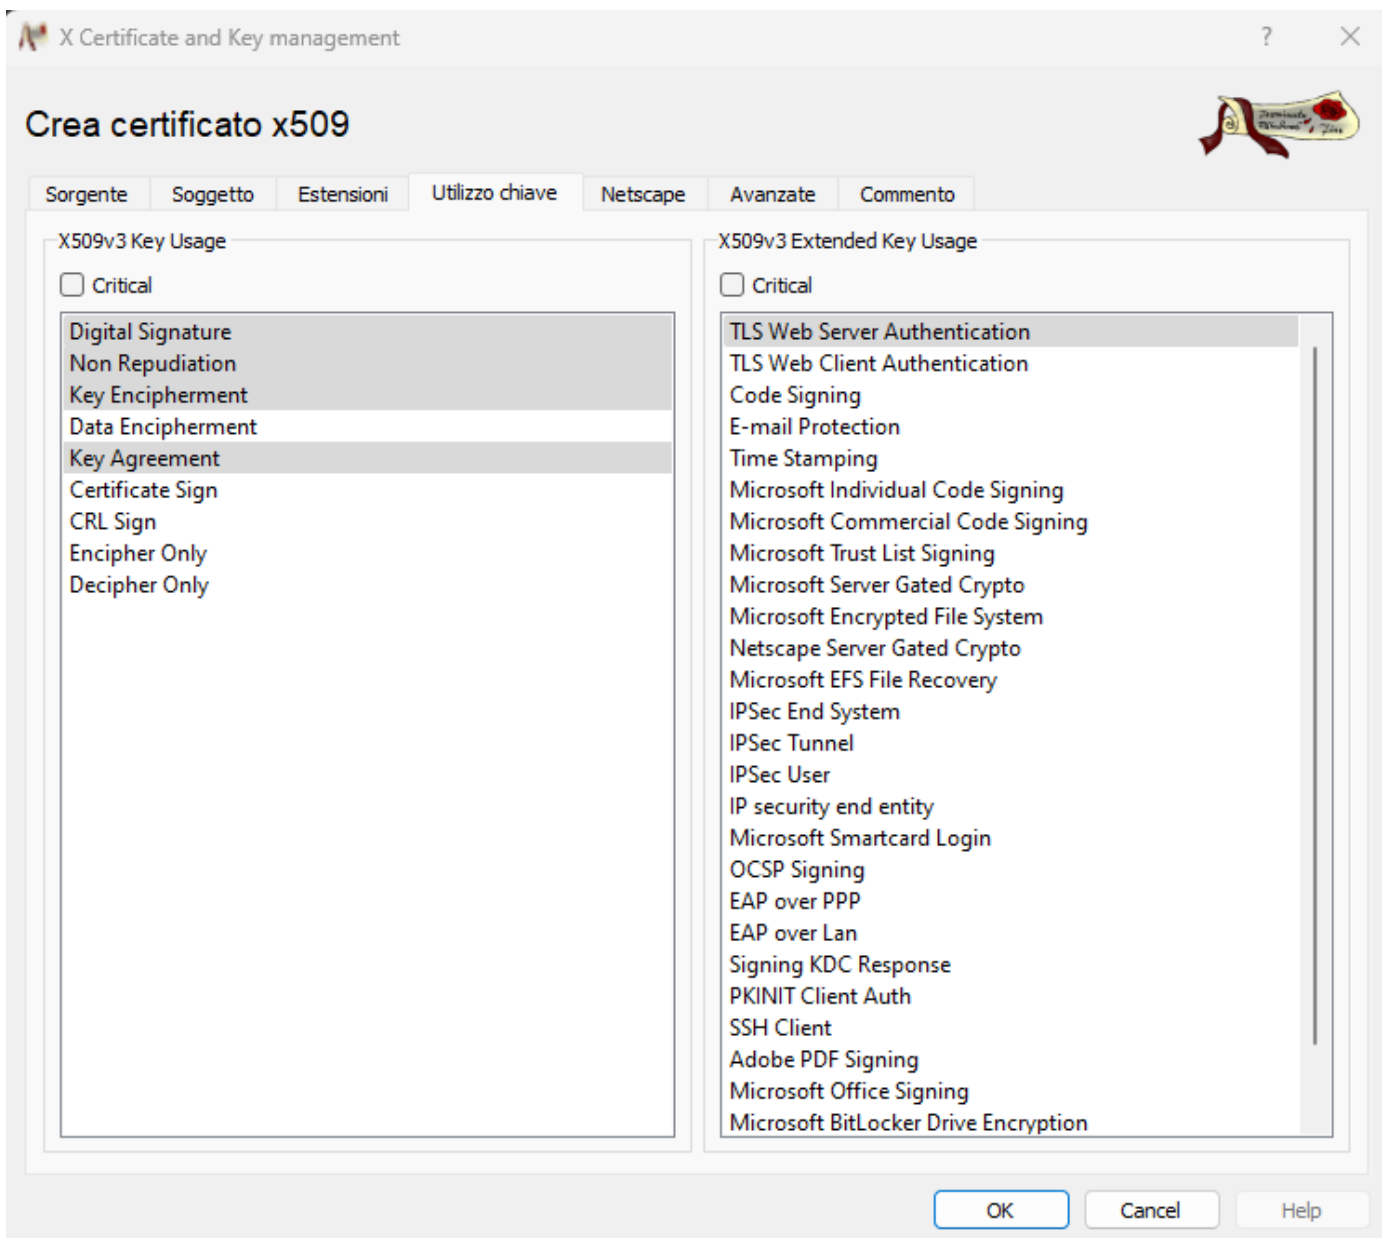 X Certificate and Key management
?
Crea certificato x509
Sorgente
Soggetto
Estensioni
Utilizzo chiave
Netscape
Avanzate
Commento
X509v3 Key Usage
Critical
Digital Signature
Non Repudiation
Key Encipherment
Data Encipherment
Key Agreement
Certificate Sign
CRL Sign
Encipher Only
Decipher Only
X509v3 Extended Key Usage
Critical
TLS Web Server Authentication
TLS Web Client Authentication
Code Signing
E-mail Protection
Time Stamping
Microsoft Individual Code Signing
Microsoft Commercial Code Signing
Microsoft Trust List Signing
Microsoft Server Gated Crypto
Microsoft Encrypted File System
Netscape Server Gated Crypto
Microsoft EFS File Recovery
IPSec End System
IPSec Tunnel
IPSec User
IP security end entity
Microsoft Smartcard Login
OCSP Signing
EAP over PPP
EAP over Lan
Signing KDC Response
PKINIT Client Auth
SSH Client
Adobe PDF Signing
Microsoft Office Signing
Microsoft BitLocker Drive Encryption
OK
Cancel
Help